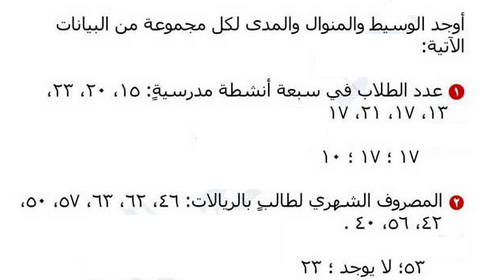 أوجد الوسيط والمنوال والمدى لكل مجموعة من البيانات
الآتية:
١ عدد الطلاب في سبعة أنشطة مدرسيةٍ: ١٥، ٢٠، ٢٣،
١٣، ١٧، ٢١، ١٧
١٧ ؛ ١٧ ؛ ١٠
٢ المصروف الشهري لطالبٍ بالريالات: ٤٦، ٦٢، ٦٣، ٥٧، ٥٠،
٤٢، ٥٦، ٤٠ .
٥٣؛ لا يوجد ؛ ٢٣